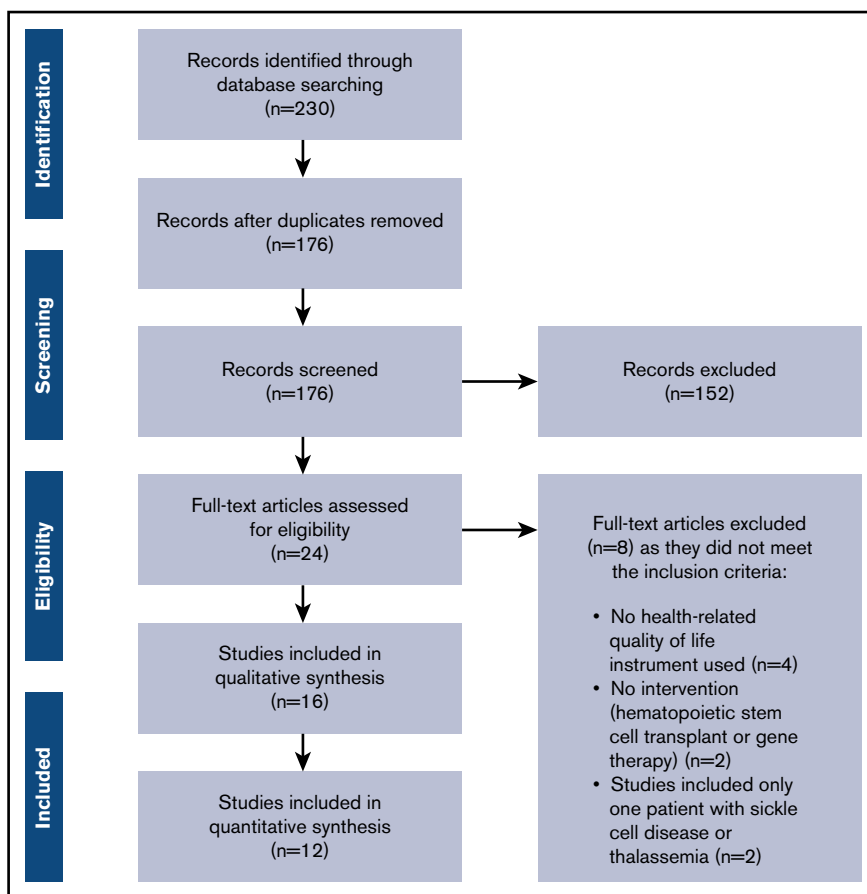 Identification
Records identified through
database searching
(n=230)
Records after duplicates removed
(n=176)
Screening
Records screened
(n=176)
Records excluded
(n=152)
Eligibility
Full-text articles assessed
for eligibility
(n=24)
Full-text articles excluded
(n=8) as they did not meet
the inclusion criteria:
• No health-related
quality of life
instrument used (n=4)
• No intervention
(hematopoietic stem
cell transplant or gene
therapy) (n=2)
• Studies included only
one patient with sickle
cell disease or
thalassemia (n=2)
Studies included in
qualitative synthesis
(n=16)
Included
Studies included in
quantitative synthesis
(n=12)